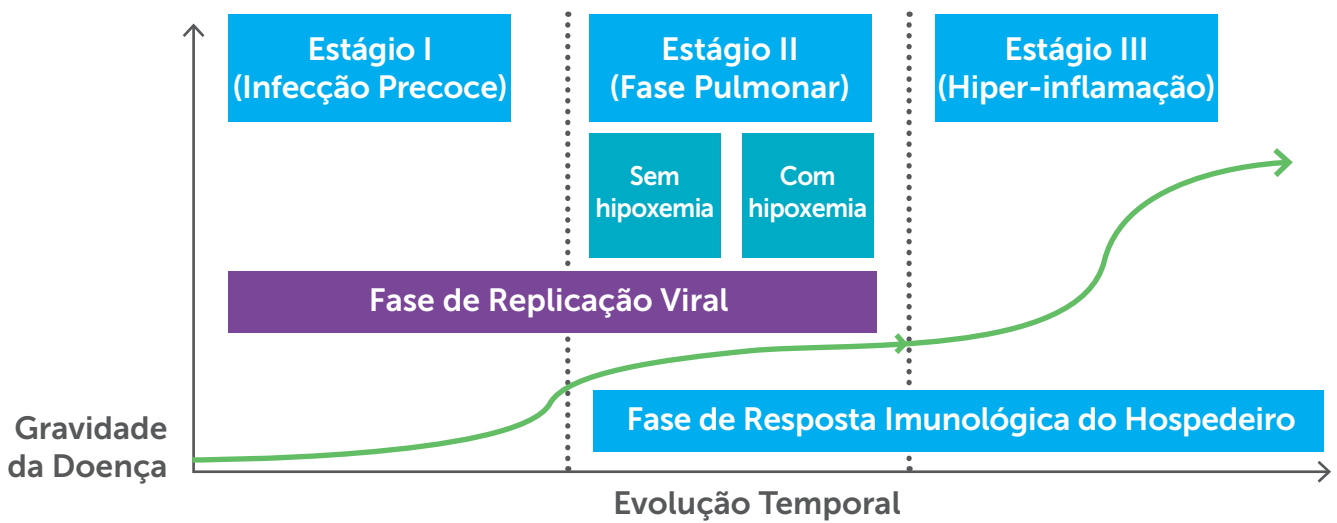 Estágio I
(Infecção Precoce)
Estágio II
(Fase Pulmonar)
Estágio III
(Hiper-inflamação)
Sem
hipoxemia
Com
hipoxemia
Fase de Replicação Viral
Fase de Resposta Imunológica do Hospedeiro
Gravidade
da Doença
Evolução Temporal